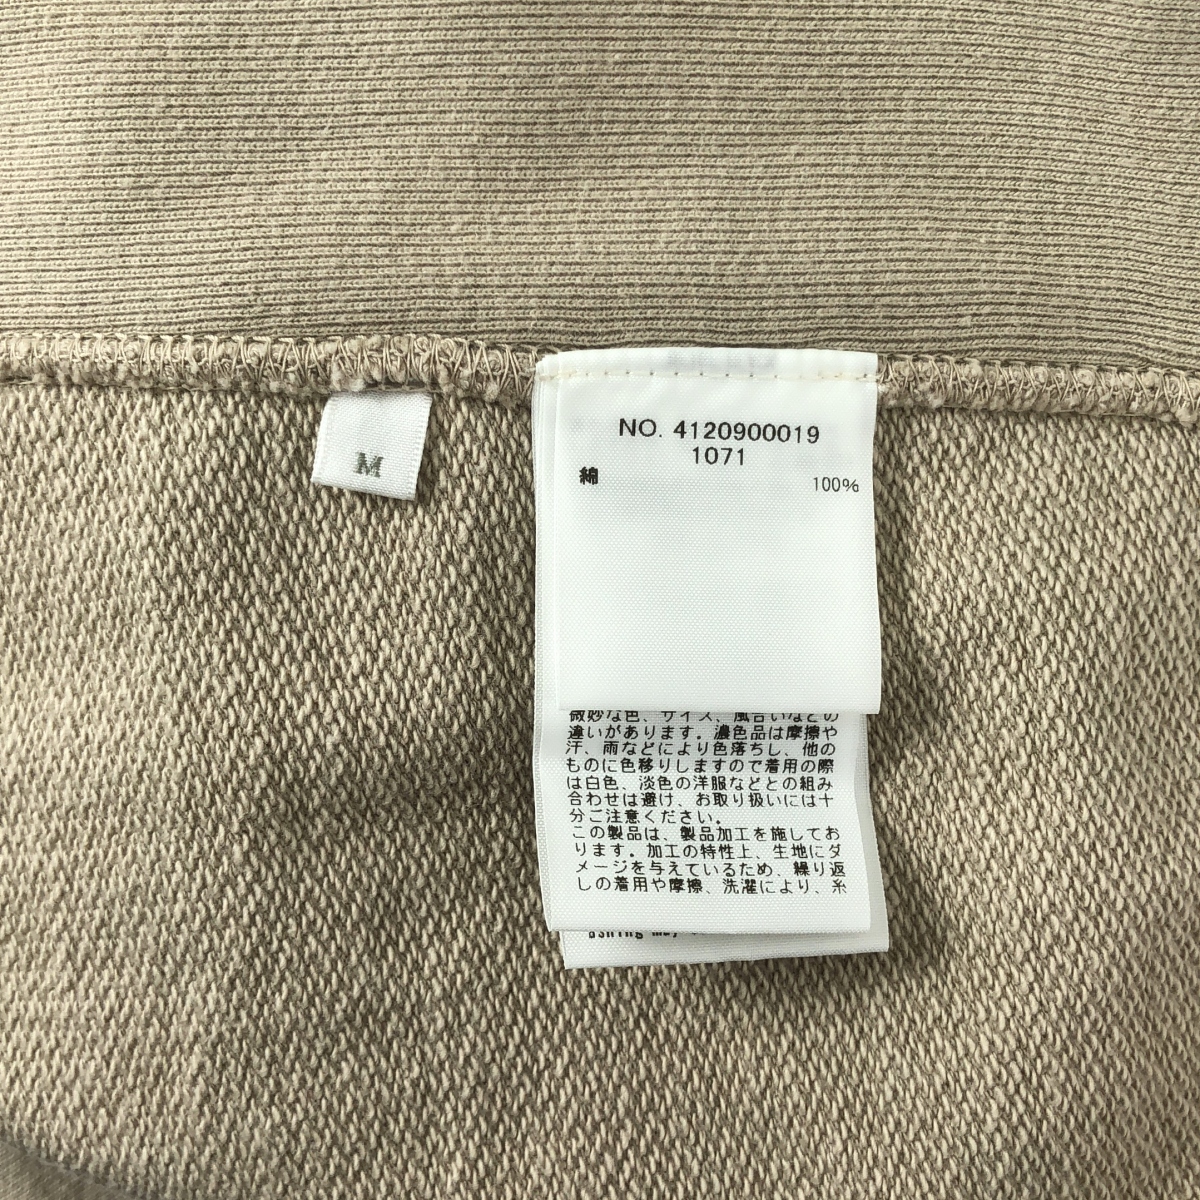 M
NO. 4120900019
1071
綿 100%
微妙な色、サイズ、風合いなどの
違いがあります。濃色品は摩擦や
汗、雨などにより色落ちし、他の
ものに色移りしますので着用の際
は白色、淡色の洋服などとの組み
合わせは避け、お取り扱いには十
分ご注意ください。
この製品は、製品加工を施してお
ります。加工の特性上、生地にダ
メージを与えているため、繰り返
しの着用や摩擦、洗濯により、糸